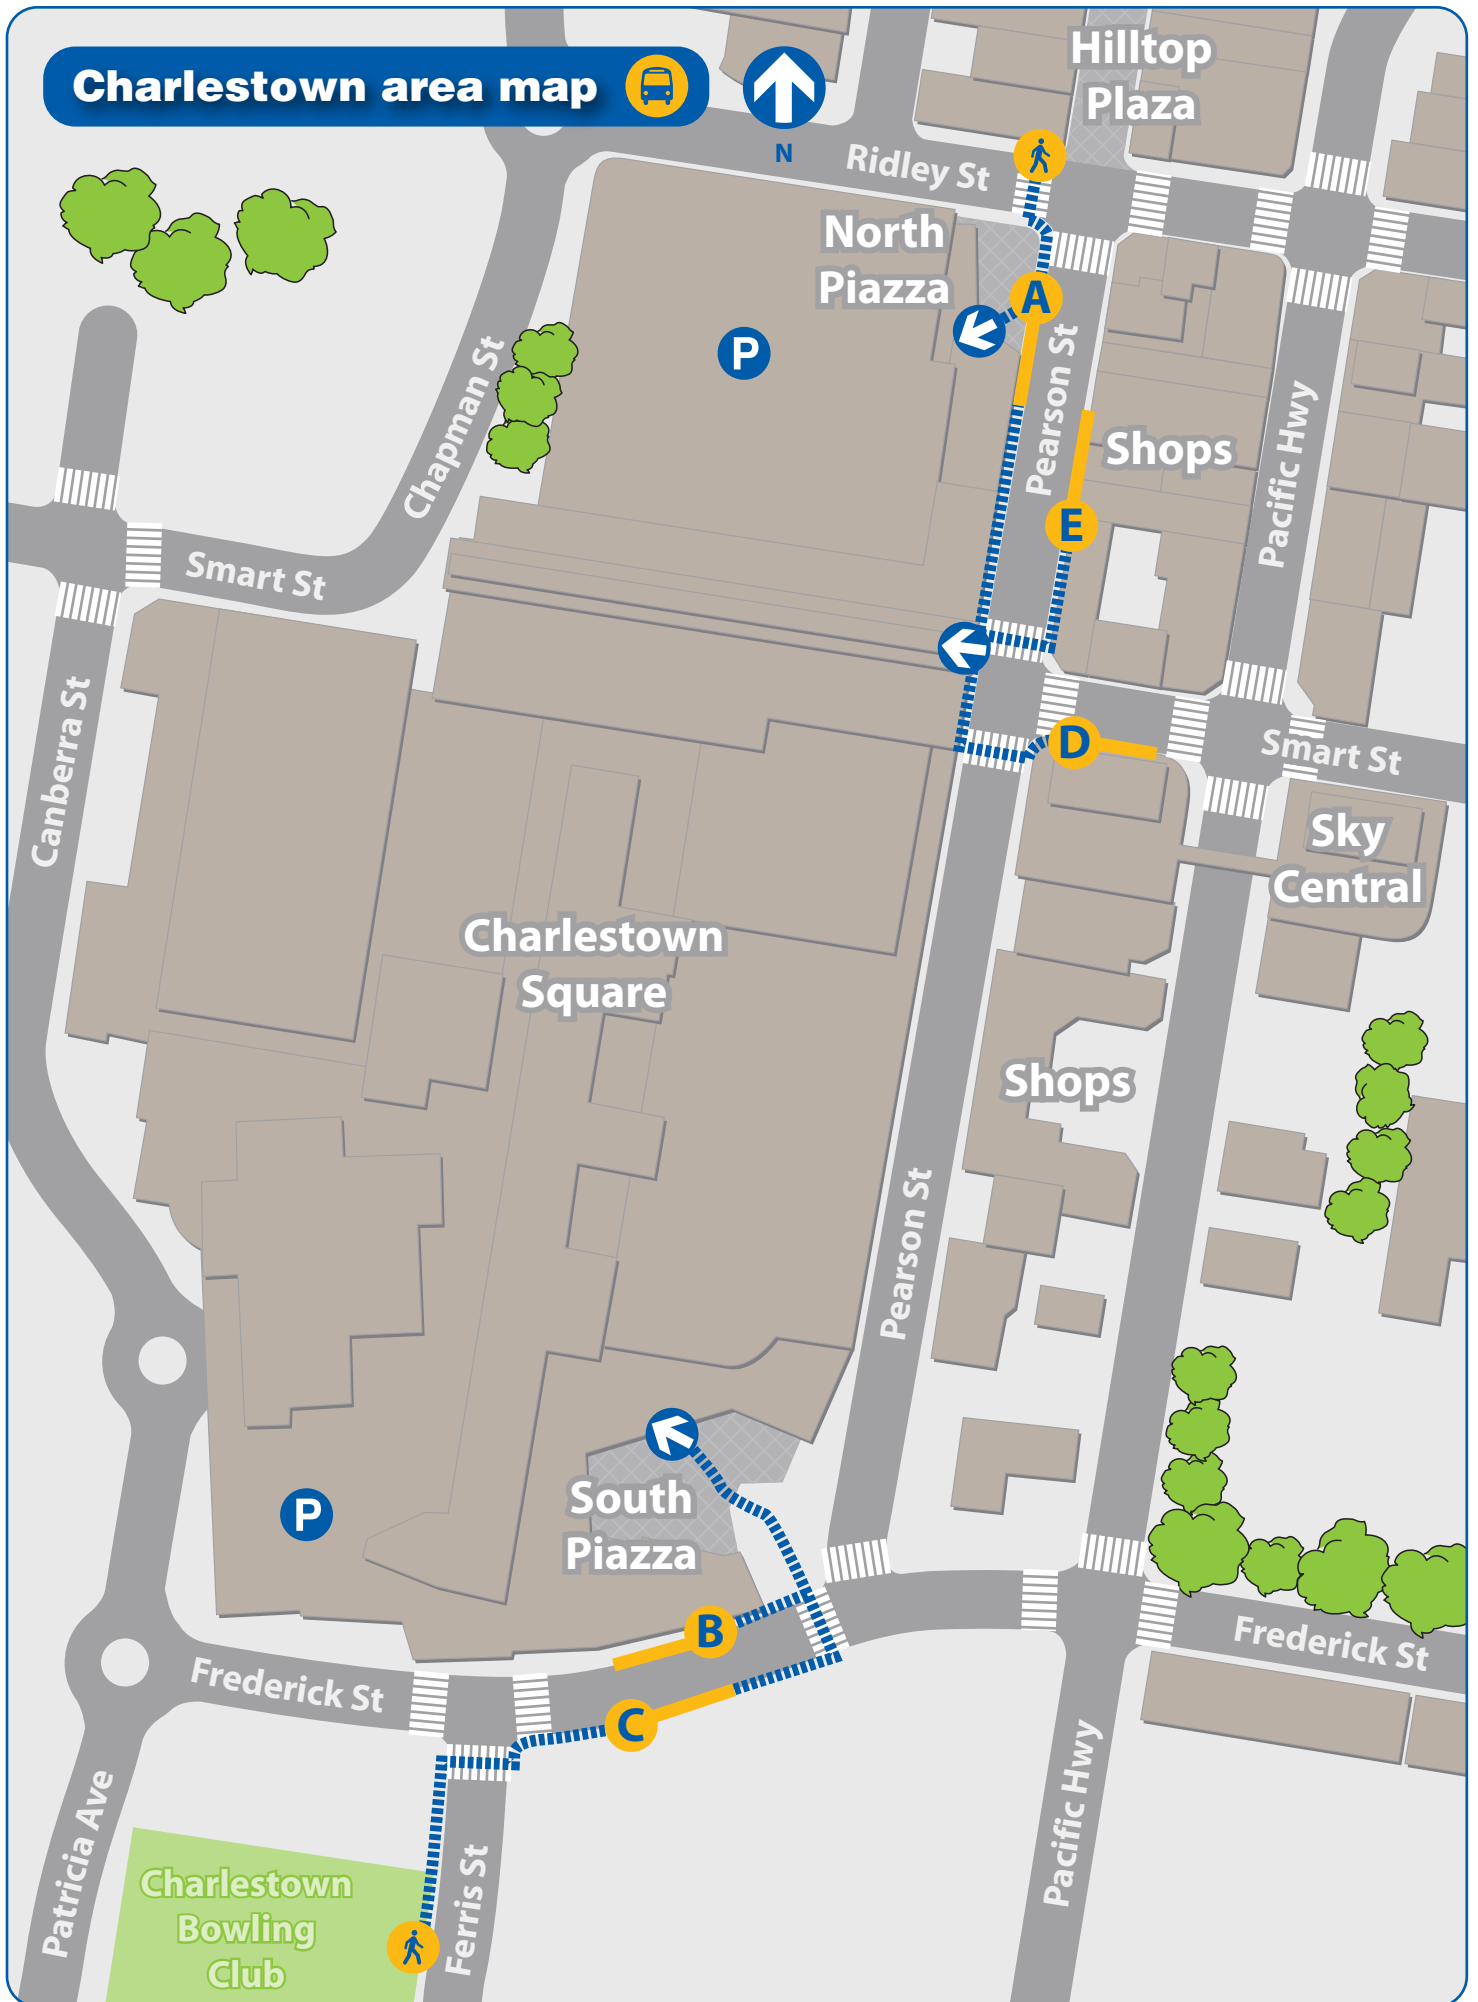 Charlestown area map
N
Hilltop
Plaza
Ridley St
North
Piazza
A
P
Pearson St
Chapman St
Shops
Pacific Hwy
E
Smart St
Canberra St
D
Smart St
Sky
Central
Charlestown
Square
Shops
Pearson St
South
Piazza
P
B
Frederick St
Frederick St
C
Patricia Ave
Ferris St
Pacific Hwy
Charlestown
Bowling
Club